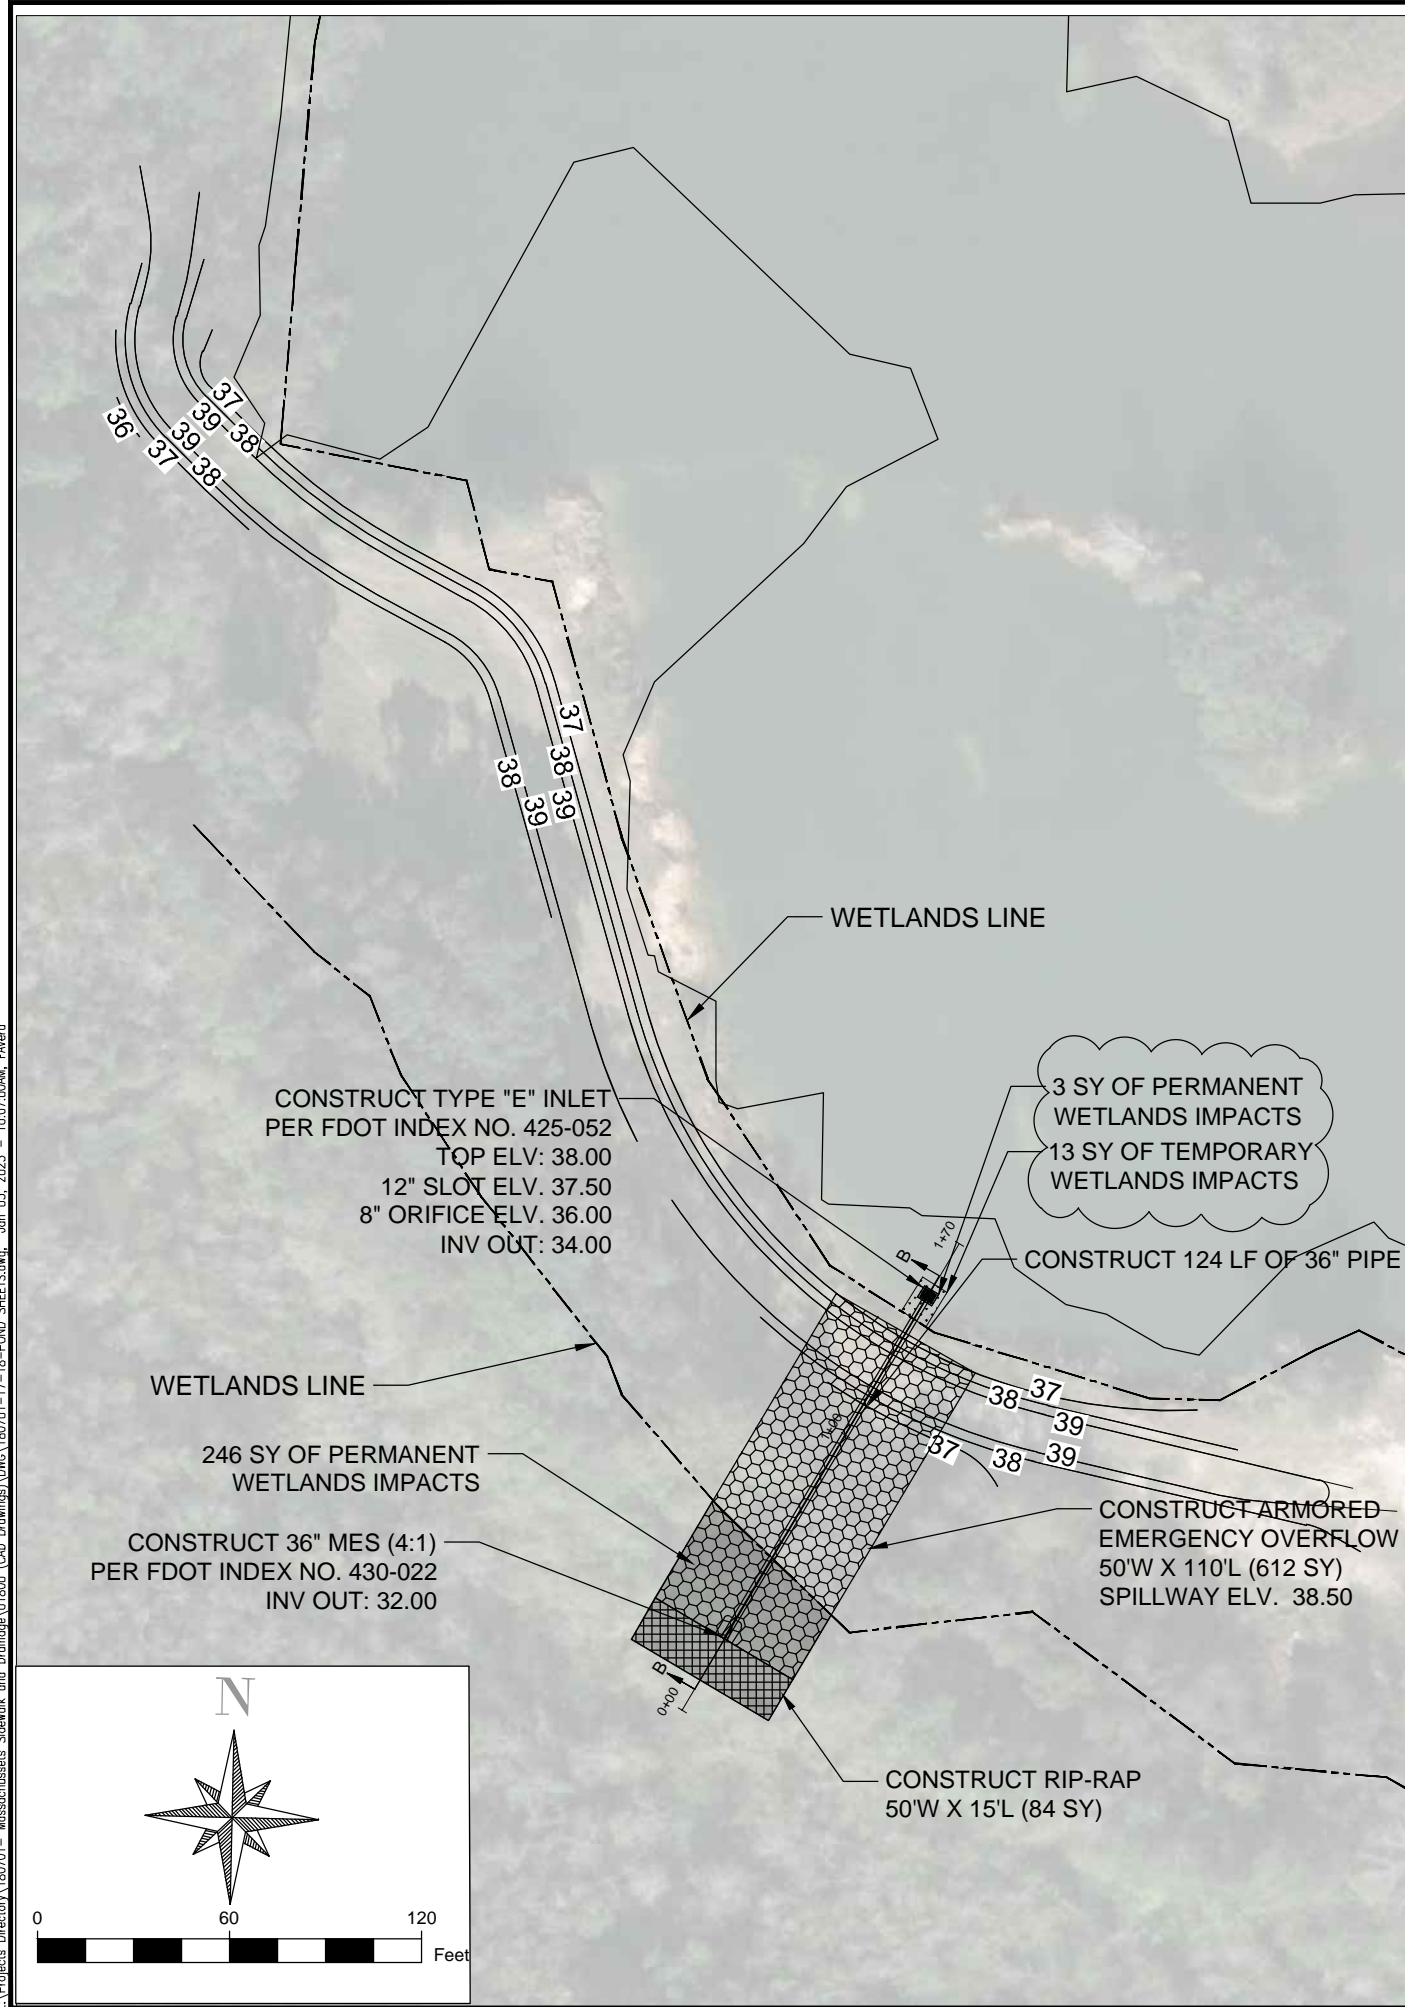 37
39
38
36
37
39
38
37
38
39
38
39
WETLANDS LINE
3 SY OF PERMANENT
WETLANDS IMPACTS
13 SY OF TEMPORARY
WETLANDS IMPACTS
CONSTRUCT TYPE "E" INLET
PER FDOT INDEX NO. 425-052
TOP ELV: 38.00
12" SLOT ELV. 37.50
8" ORIFICE ELV. 36.00
INV OUT: 34.00
B
1+70
CONSTRUCT 124 LF OF 36" PIPE
WETLANDS LINE
38
37
39
1+00
37
38
39
246 SY OF PERMANENT
WETLANDS IMPACTS
CONSTRUCT 36" MES (4:1)
PER FDOT INDEX NO. 430-022
INV OUT: 32.00
CONSTRUCT ARMORED
EMERGENCY OVERFLOW
50'W X 110'L (612 SY)
SPILLWAY ELV. 38.50
B
0+00
CONSTRUCT RIP-RAP
50'W X 15'L (84 SY)
N
0
60
120
Feet